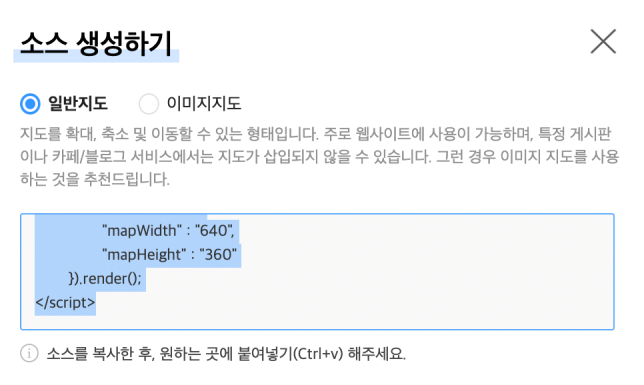 소스 생성하기
일반지도 이미지지도
지도를 확대, 축소 및 이동할 수 있는 형태입니다. 주로 웹사이트에 사용이 가능하며, 특정 게시판
이나 카페/블로그 서비스에서는 지도가 삽입되지 않을 수 있습니다. 그런 경우 이미지 지도를 사용
하는 것을 추천드립니다.
"mapWidth" : "640",
"mapHeight" : "360"
}).render();
</script>
소스를 복사한 후, 원하는 곳에 붙여넣기(Ctrl+v) 해주세요.